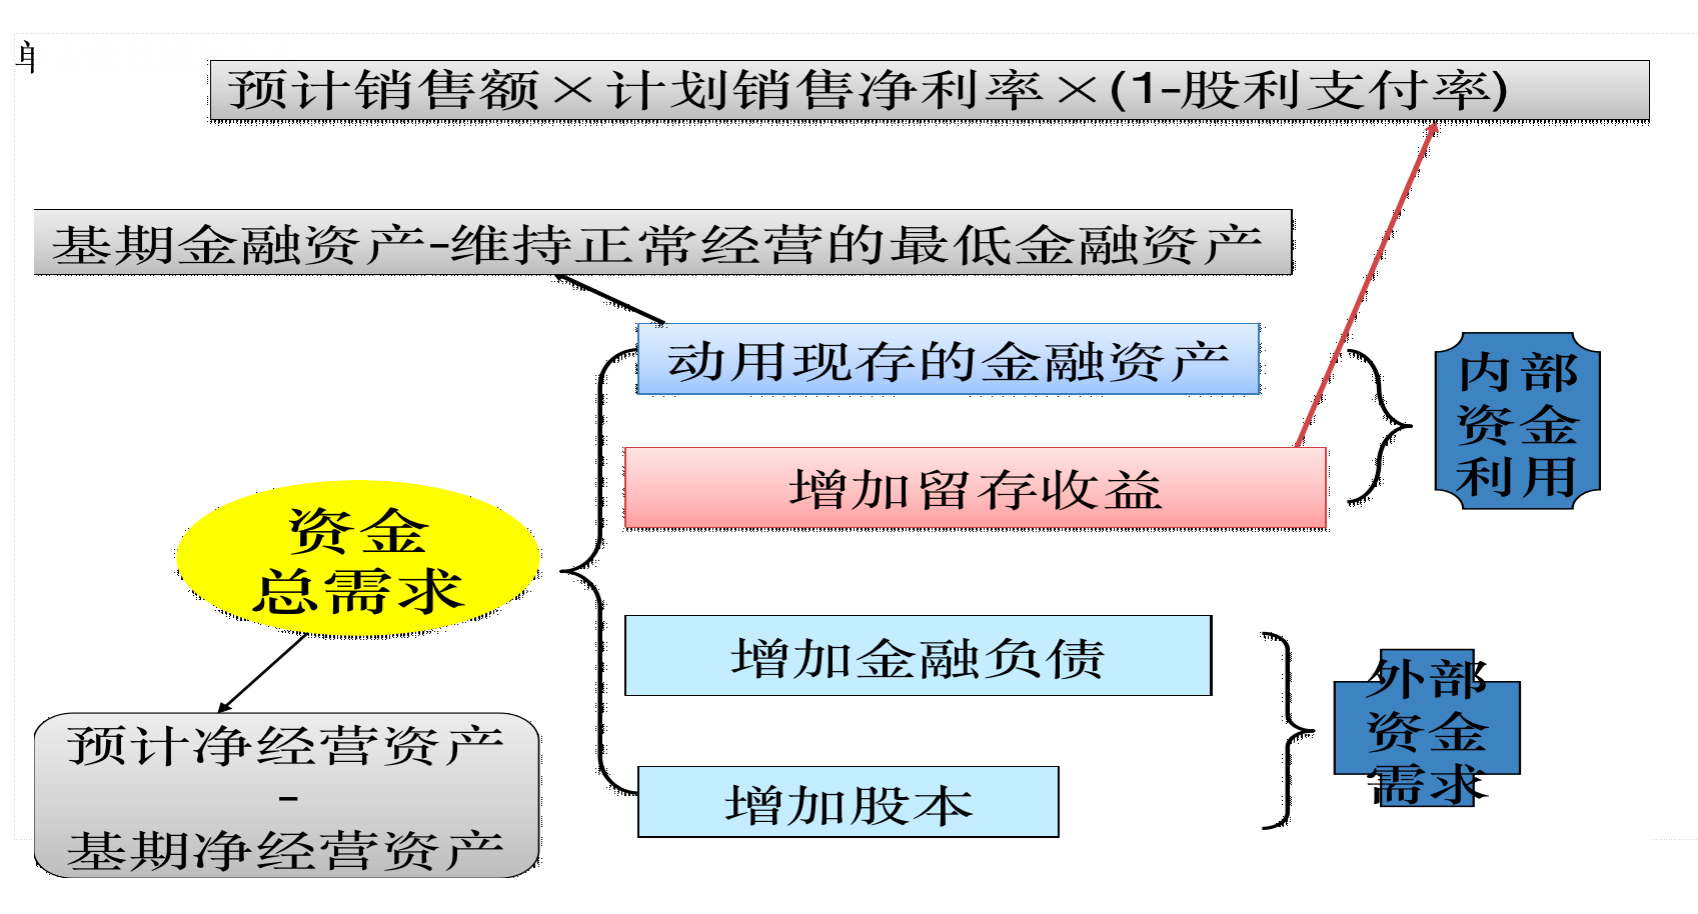 预计销售额×计划销售净利率×(1-股利支付率)
基期金融资产-维持正常经营的最低金融资产
动用现存的金融资产
增加留存收益
内部
资金
利用
资金
总需求
增加金融负债
外部
资金
需求
预计净经营资产
-
基期净经营资产
增加股本